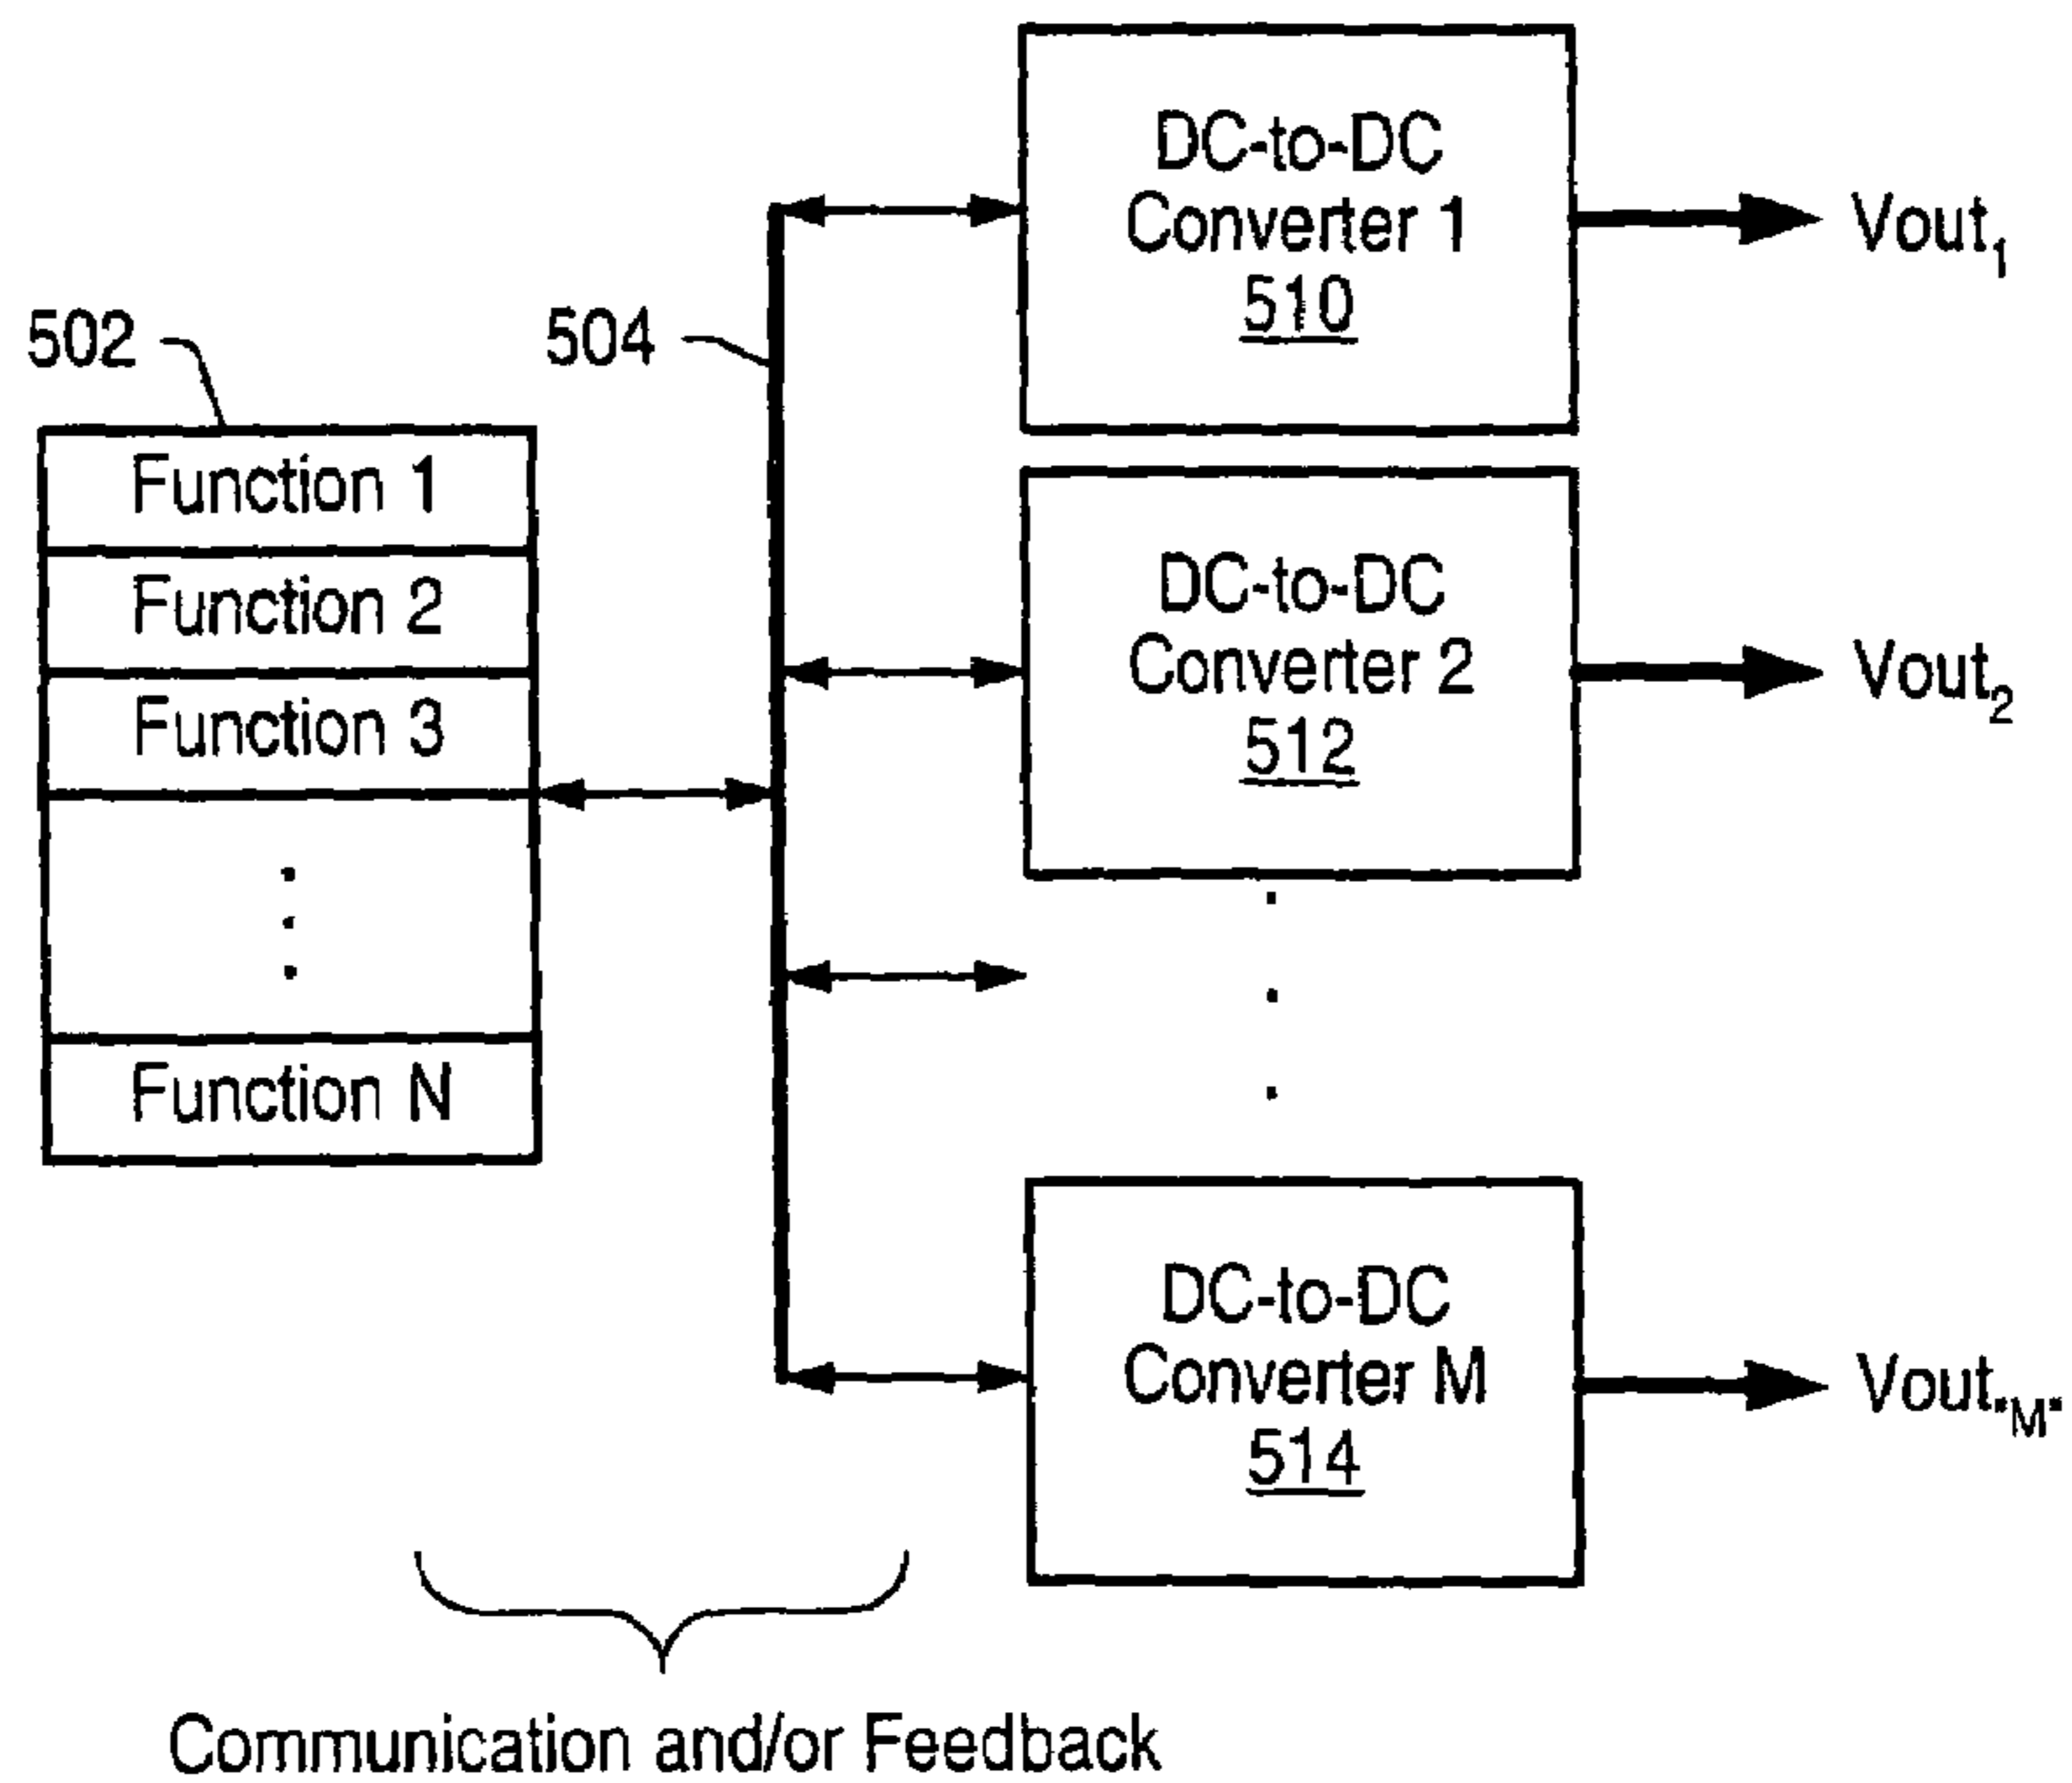 502
Function 1
Function 2
Function 3
Function N
504
DC-to-DC
Converter 1
510
Vout1
DC-to-DC
Converter 2
512
Vout2
DC-to-DC
Converter M
514
Vout"M"
Communication and/or Feedback